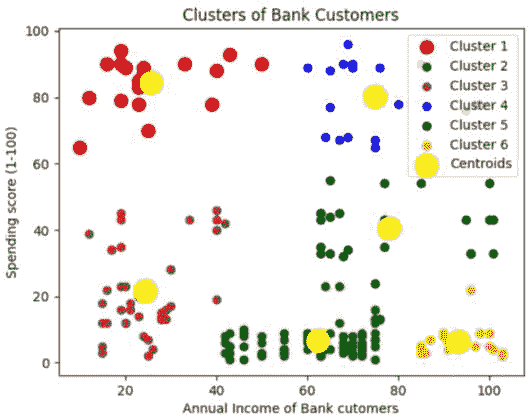 Clusters of Bank Customers
100
80
60
40
20
0
Spending score (1-100)
Cluster 1
Cluster 2
Cluster 3
Cluster 4
Cluster 5
Cluster 6
Centroids
20
40
60
80
100
Annual Income of Bank cutomers